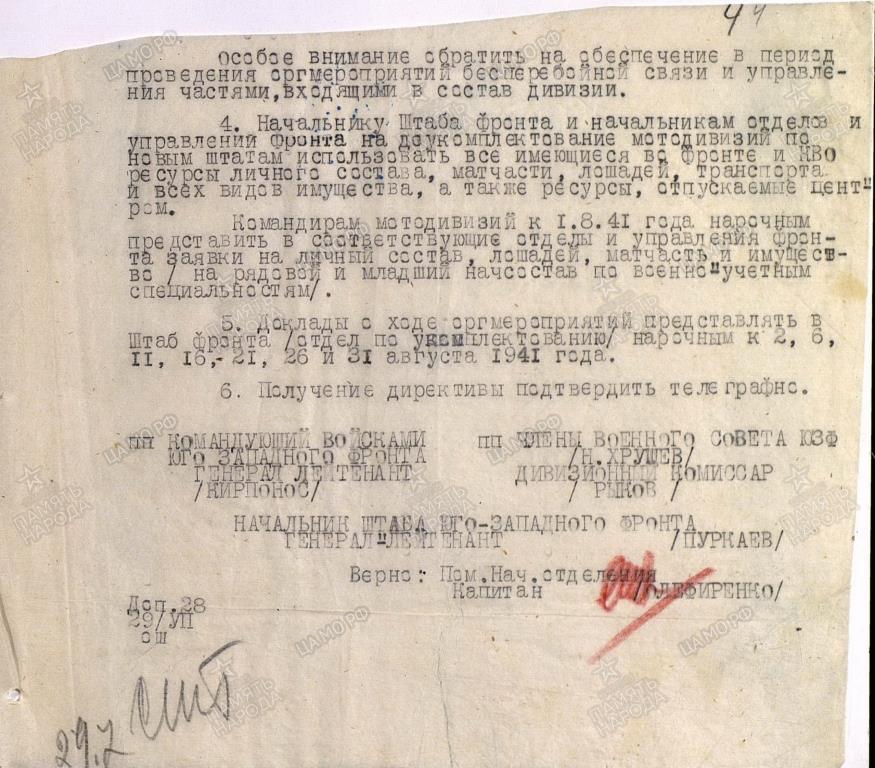 44
Особое внимание обратить на обеспечение в период
проведения оргмероприятий бесперебойной связи и управле-
ния частями, входящими в состав дивизии.
4. Начальнику Штаба фронта и начальникам отделов и
управлений фронта на доукомплектование мотодивизий по
новым штатам использовать все имеющиеся во фронте и КВО
ресурсы личного состава, матчасти, лошадей, транспорта
и всех видов имущества, а также ресурсы, отпускаемые цент-
ром.
Командирам мотодивизий к 1.8.41 года нарочным
представить в соответствующие отделы и управления фрон-
та заявки на личный состав, лошадей, матчасть и имущест-
во / на рядовой и младший начсостав по военно-учетным
специальностям/.
5. Доклады о ходе оргмероприятий представлять в
Штаб фронта /отдел по укомплектованию/ нарочным к 2, 6,
11, 16,- 21, 26 и 31 августа 1941 года.
6. Получение директивы подтвердить телеграфно.
пп КОМАНДУЮЩИЙ ВОЙСКАМИ пп ЧЛЕНЫ ВОЕННОГО СОВЕТА ЮЗФ
ЮГО ЗАПАДНОГО ФРОНТА /Н.ХРУЩЕВ/
ГЕНЕРАЛ ЛЕЙТЕНАНТ ДИВИЗИОННЫЙ КОМИССАР
/КИРПОНОС/ / РЫКОВ /
НАЧАЛЬНИК ШТАБА ЮГО-ЗАПАДНОГО ФРОНТА
ГЕНЕРАЛ-ЛЕЙТЕНАНТ /ПУРКАЕВ/
Верно: Пом.Нач.отделения
Капитан /ОЛЕФИРЕНКО/
29/УП
ош
29.7
ЦАМО.РФ
ПАМЯТЬ НАРОДА